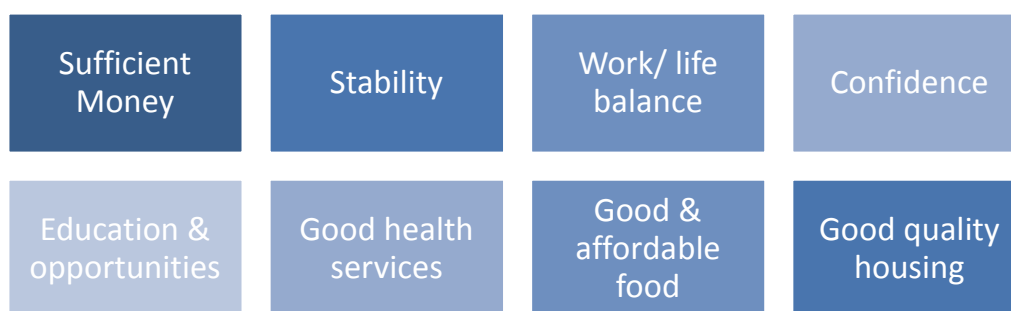 Sufficient
Money
Stability
Work/ life
balance
Confidence
Education &
opportunities
Good health
services
Good &
affordable
food
Good quality
housing